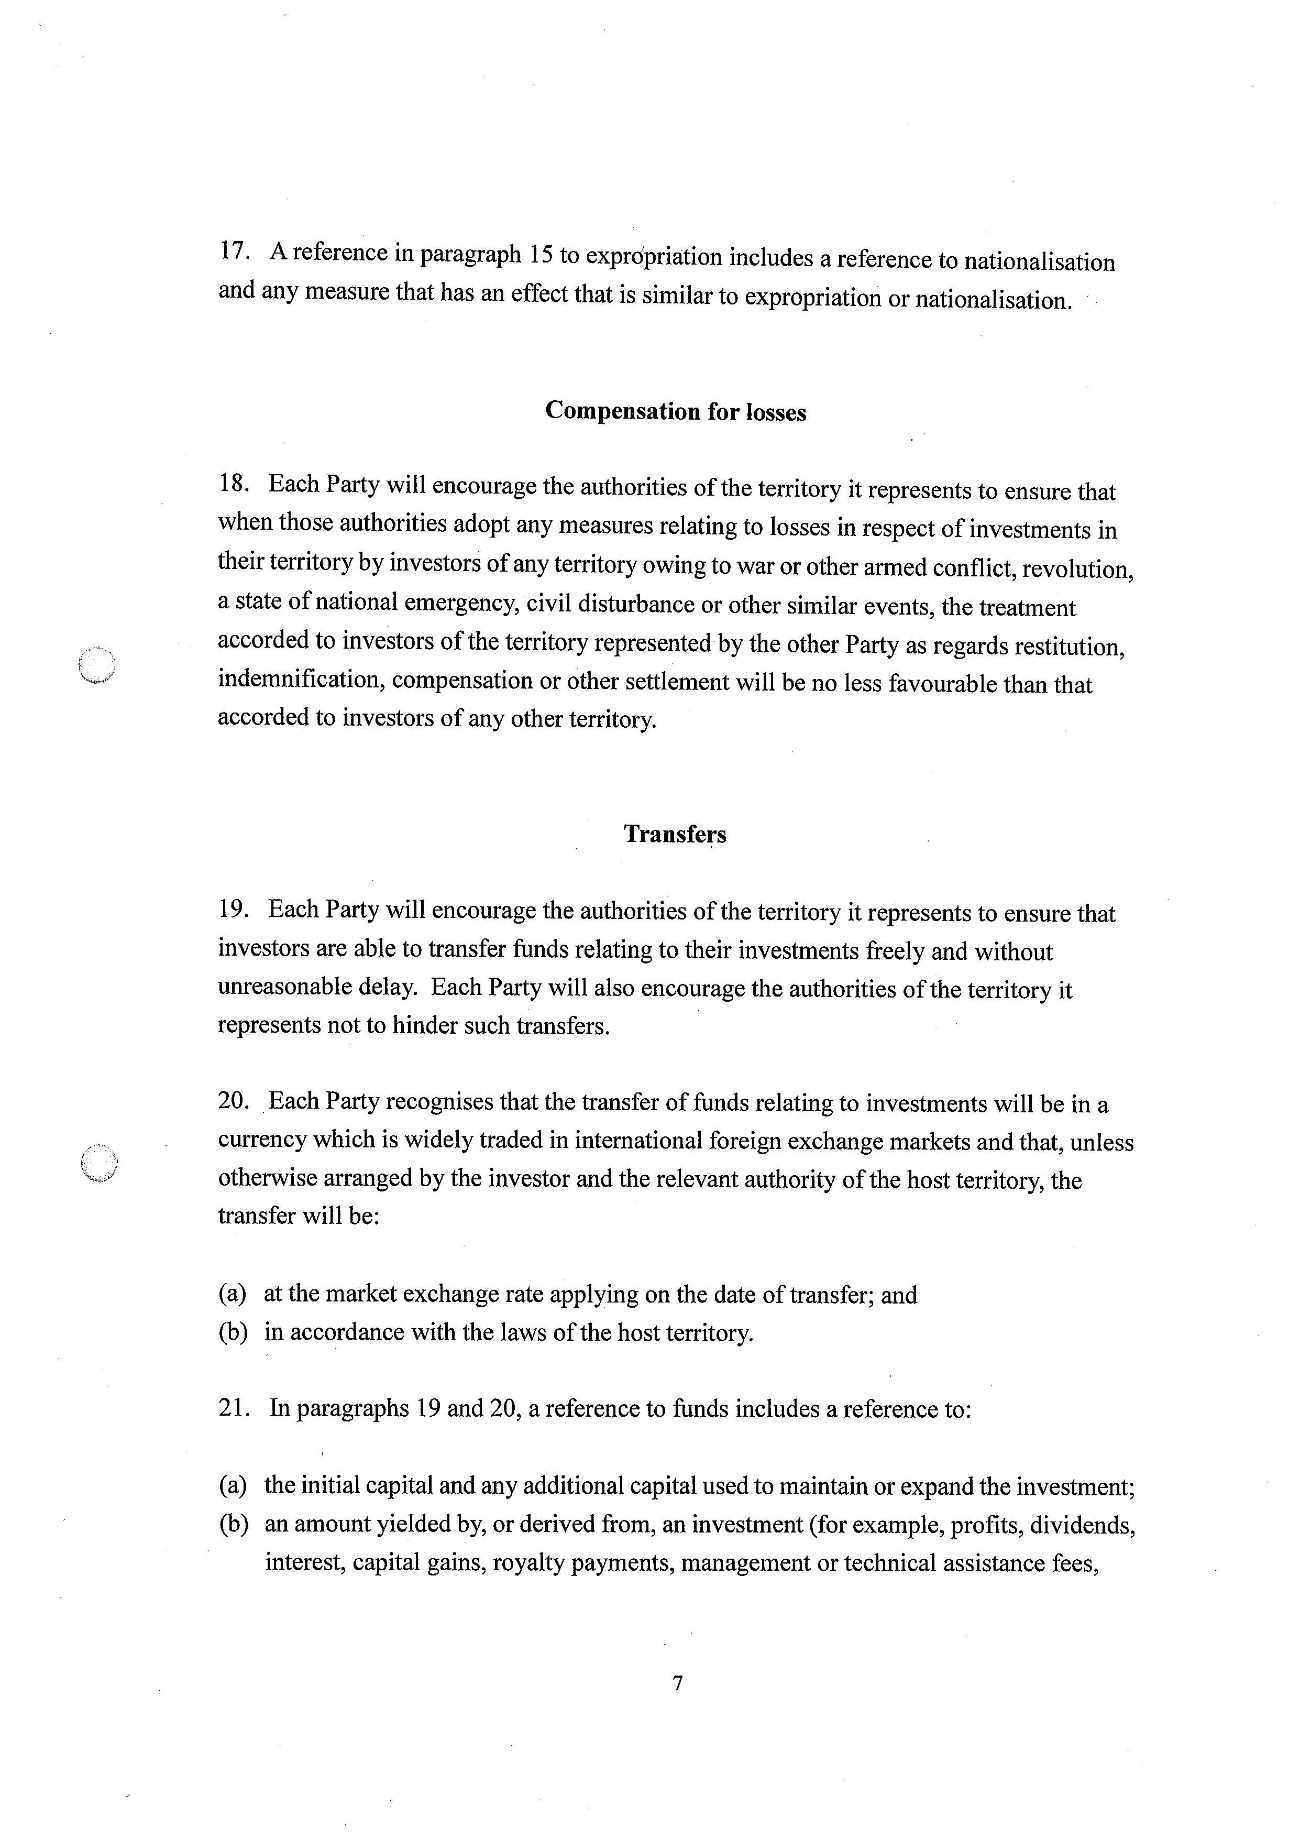 17. A reference in paragraph 15 to expropriation includes a reference to nationalisation
and any measure that has an effect that is similar to expropriation or nationalisation.
Compensation for losses
18. Each Party will encourage the authorities of the territory it represents to ensure that
when those authorities adopt any measures relating to losses in respect of investments in
their territory by investors of any territory owing to war or other armed conflict, revolution,
a state of national emergency, civil disturbance or other similar events, the treatment
accorded to investors of the territory represented by the other Party as regards restitution,
indemnification, compensation or other settlement will be no less favourable than that
accorded to investors of any other territory.
Transfers
19. Each Party will encourage the authorities of the territory it represents to ensure that
investors are able to transfer funds relating to their investments freely and without
unreasonable delay. Each Party will also encourage the authorities of the territory it
represents not to hinder such transfers.
20. Each Party recognises that the transfer of funds relating to investments will be in a
currency which is widely traded in international foreign exchange markets and that, unless
otherwise arranged by the investor and the relevant authority of the host territory, the
transfer will be:
(a) at the market exchange rate applying on the date of transfer; and
(b) in accordance with the laws of the host territory.
21. In paragraphs 19 and 20, a reference to funds includes a reference to:
(a) the initial capital and any additional capital used to maintain or expand the investment;
(b) an amount yielded by, or derived from, an investment (for example, profits, dividends,
interest, capital gains, royalty payments, management or technical assistance fees,
7